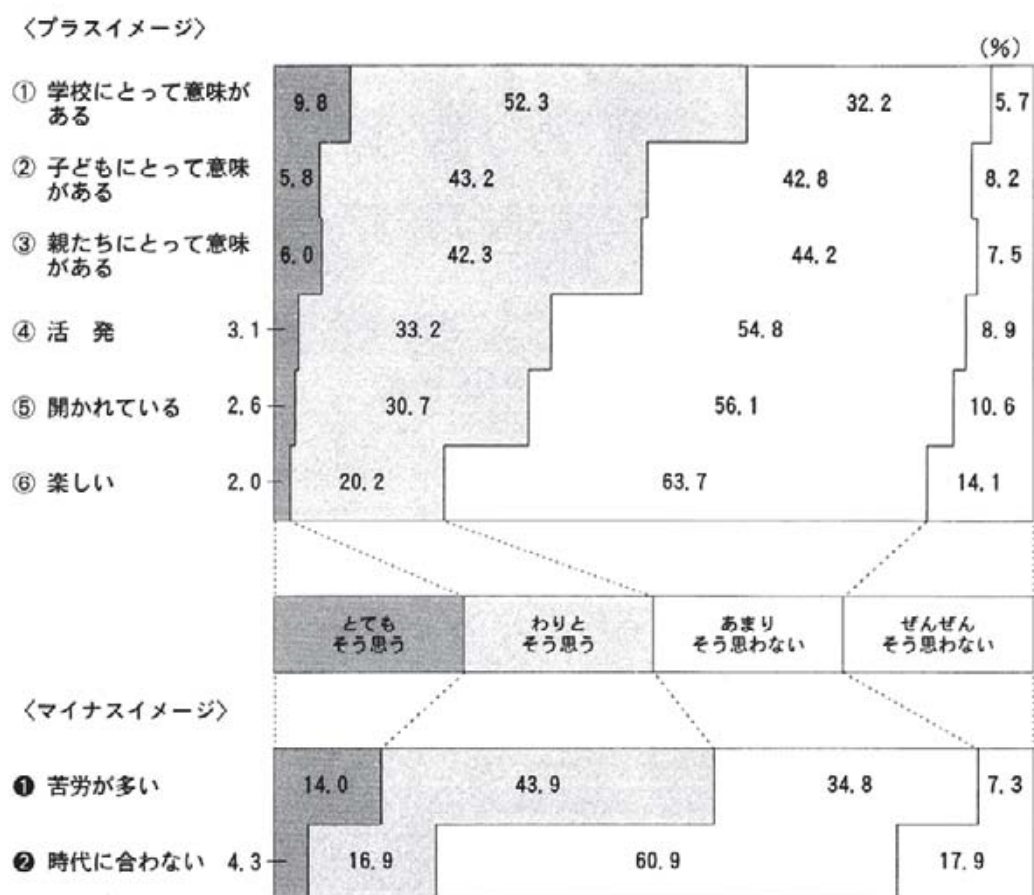 〈プラスイメージ〉
(%)
① 学校にとって意味が
ある
9.8 52.3 32.2 5.7
② 子どもにとって意味
がある
5.8 43.2 42.8 8.2
③ 親たちにとって意味
がある
6.0 42.3 44.2 7.5
④ 活 発 3.1 33.2 54.8 8.9
⑤ 開かれている 2.6 30.7 56.1 10.6
⑥ 楽しい 2.0 20.2 63.7 14.1
とても
そう思う
わりと
そう思う
あまり
そう思わない
ぜんぜん
そう思わない
〈マイナスイメージ〉
❶ 苦労が多い 14.0 43.9 34.8 7.3
❷ 時代に合わない 4.3 16.9 60.9 17.9